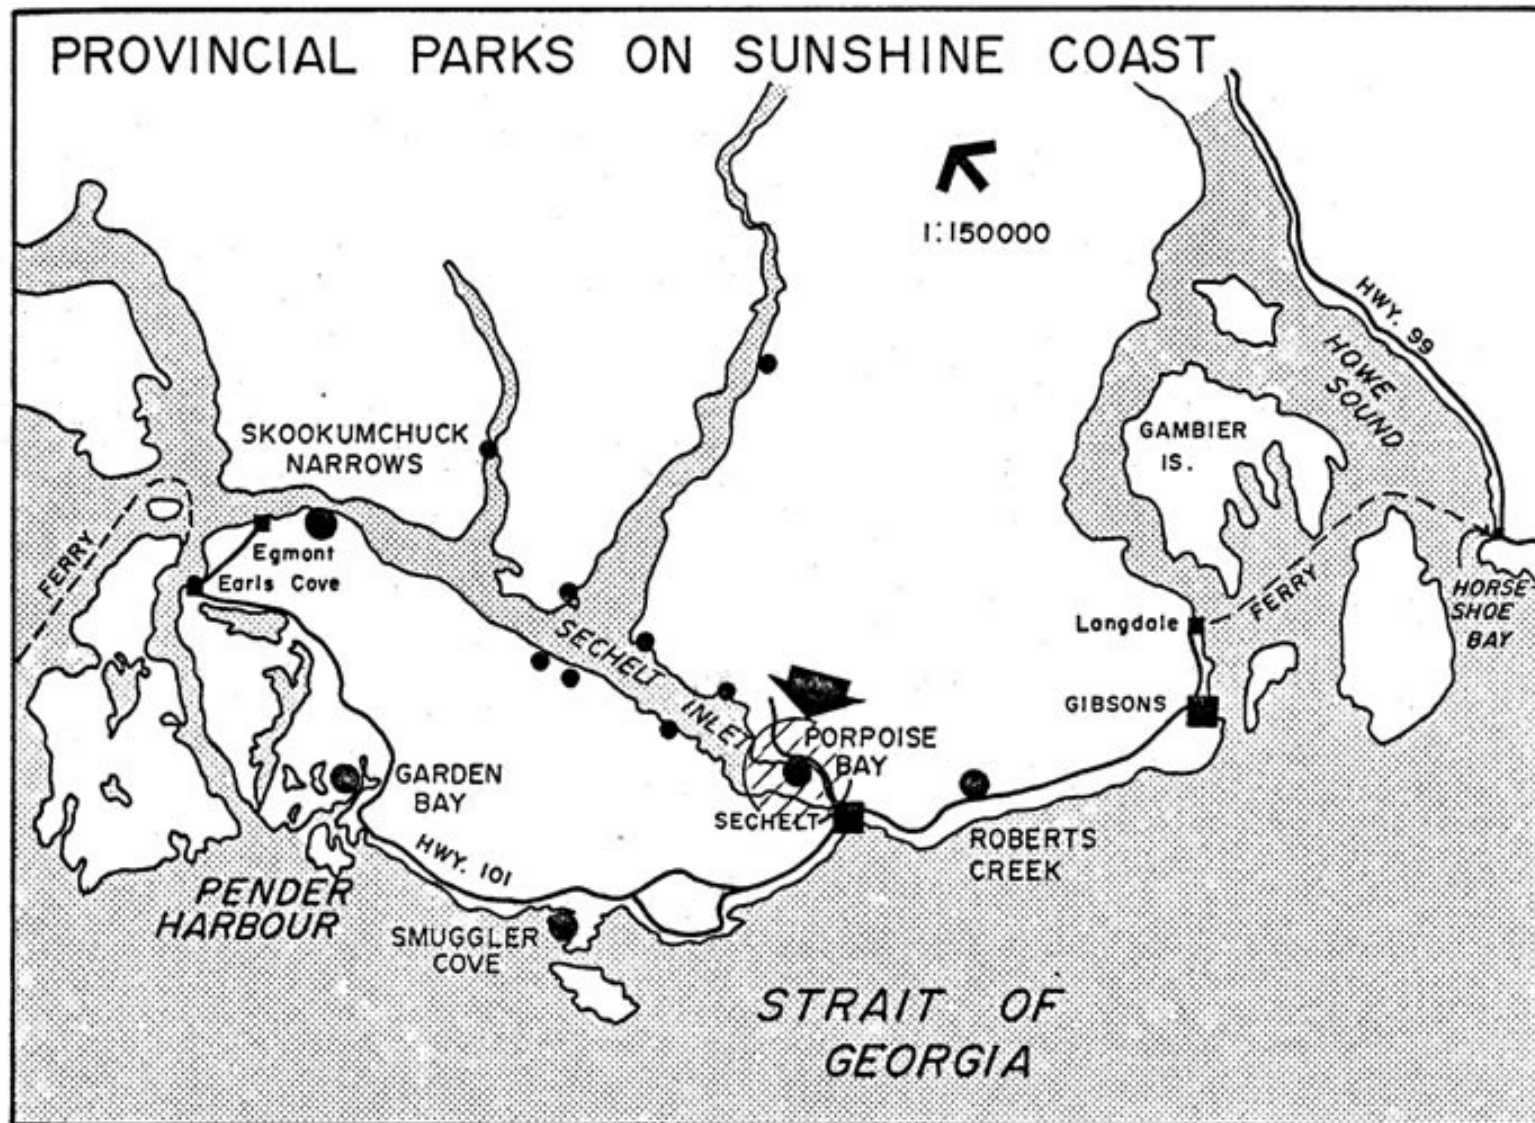 PROVINCIAL PARKS ON SUNSHINE COAST
1:150000
HWY. 99
HOWE
SOUND
GAMBIER
IS.
SKOOKUMCHUCK
NARROWS
FERRY
Egmont
Earls Cove
FERRY
HORSE-
SHOE
BAY
Langdale
GIBSONS
SECHELT
INLET
PORPOISE
BAY
SECHELT
GARDEN
BAY
HWY. 101
ROBERTS
CREEK
PENDER
HARBOUR
SMUGGLER
COVE
STRAIT OF
GEORGIA